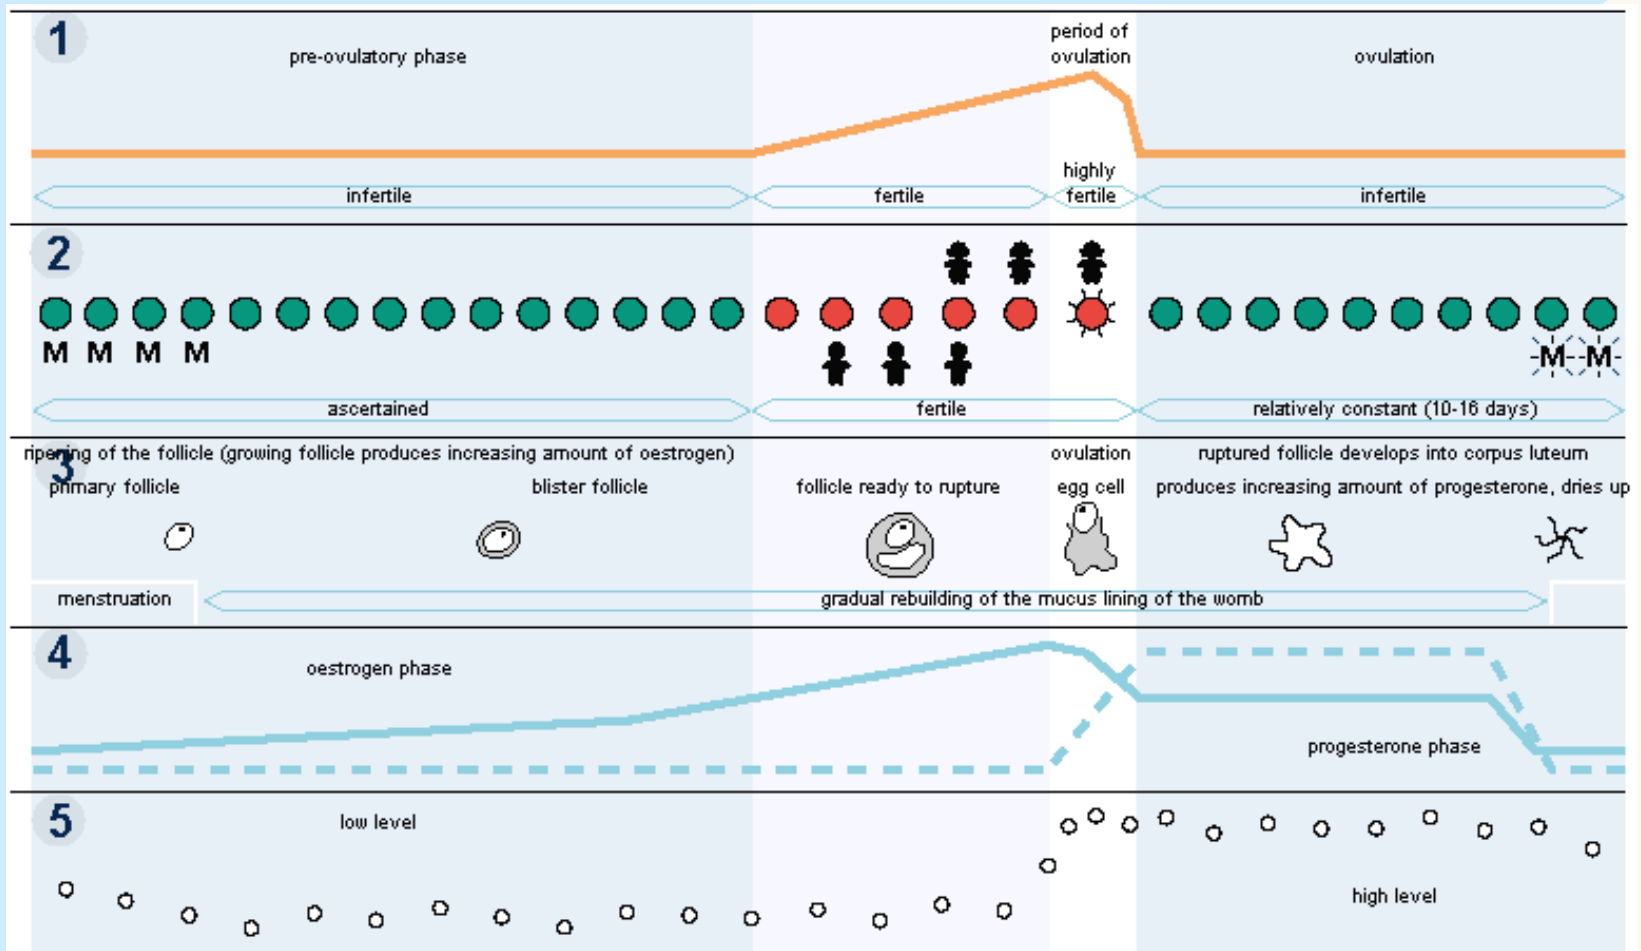 1
pre-ovulatory phase
period of
ovulation
ovulation
infertile
fertile
highly
fertile
infertile
2
M M M M
M M
ascertained
fertile
relatively constant (10-16 days)
3
ripening of the follicle (growing follicle produces increasing amount of oestrogen)
ovulation
ruptured follicle develops into corpus luteum
primary follicle
blister follicle
follicle ready to rupture
egg cell
produces increasing amount of progesterone, dries up
menstruation
gradual rebuilding of the mucus lining of the womb
4
oestrogen phase
progesterone phase
5
low level
high level